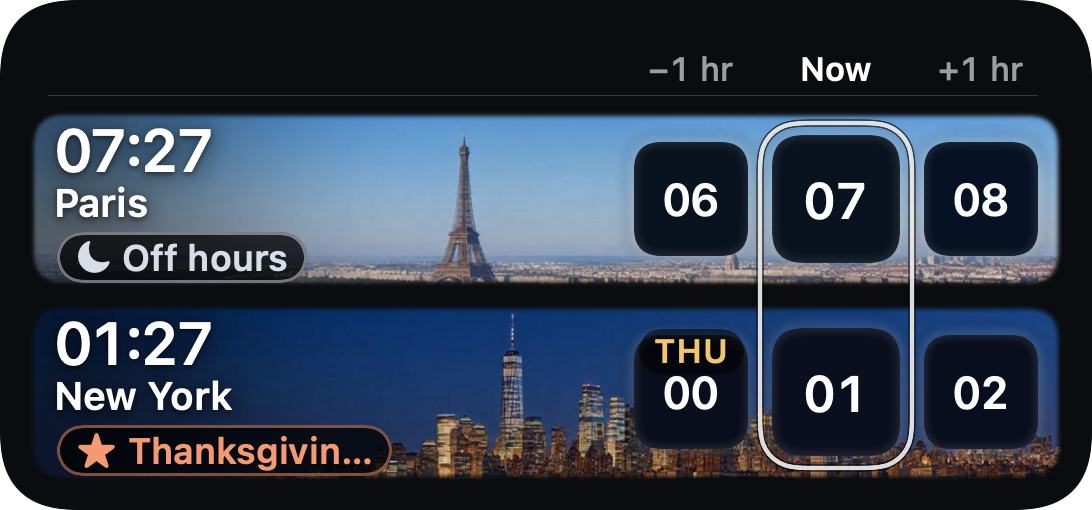 −1 hr Now +1 hr
07:27
Paris
Off hours
06 07 08
01:27
New York
Thanksgivin...
THU
00 01 02